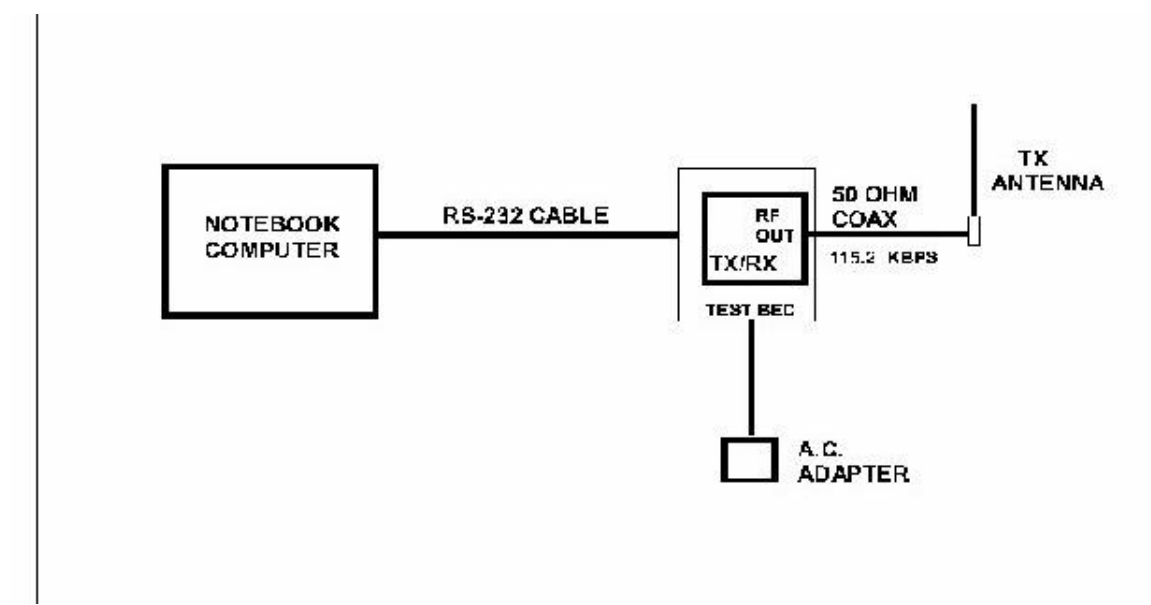 NOTEBOOK
COMPUTER
RS-232 CABLE
RF
OUT
TX/RX
TEST BEC
50 OHM
COAX
115.2 KBPS
TX
ANTENNA
A.C.
ADAPTER